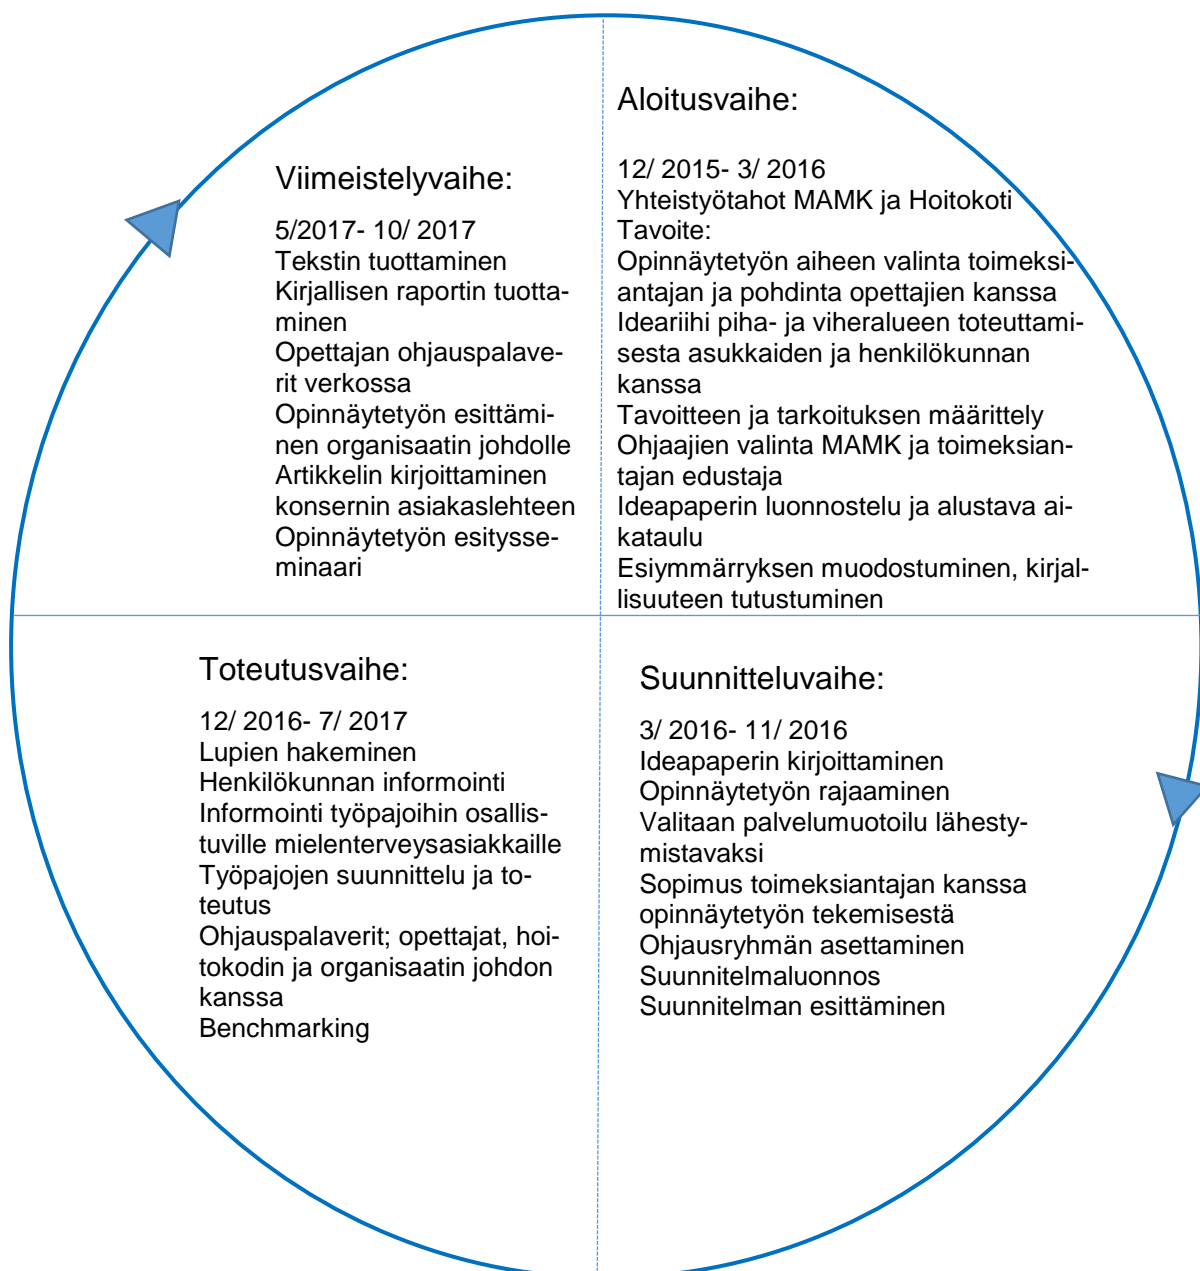 Aloitusvaihe:
12/ 2015- 3/ 2016
Yhteistyötahot MAMK ja Hoitokoti
Tavoite:
Opinnäytetyön aiheen valinta toimeksi-
antajan ja pohdinta opettajien kanssa
Ideariihi piha- ja viheralueen toteuttami-
sesta asukkaiden ja henkilökunnan
kanssa
Tavoitteen ja tarkoituksen määrittely
Ohjaajien valinta MAMK ja toimeksian-
tajan edustaja
Ideapaperin luonnostelu ja alustava ai-
kataulu
Esiymmärryksen muodostuminen, kirjal-
lisuuteen tutustuminen
Suunnitteluvaihe:
3/ 2016- 11/ 2016
Ideapaperin kirjoittaminen
Opinnäytetyön rajaaminen
Valitaan palvelumuotoilu lähesty-
mistavaksi
Sopimus toimeksiantajan kanssa
opinnäytetyön tekemisestä
Ohjausryhmän asettaminen
Suunnitelmaluonnos
Suunnitelman esittäminen
Toteutusvaihe:
12/ 2016- 7/ 2017
Lupien hakeminen
Henkilökunnan informointi
Informointi työpajoihin osallis-
tuville mielenterveysasiakkaille
Työpajojen suunnittelu ja to-
teutus
Ohjauspalaverit; opettajat, hoi-
tokodin ja organisaatin johdon
kanssa
Benchmarking
Viimeistelyvaihe:
5/2017- 10/ 2017
Tekstin tuottaminen
Kirjallisen raportin tuotta-
minen
Opettajan ohjauspalave-
rit verkossa
Opinnäytetyön esittämi-
nen organisaatin johdolle
Artikkelin kirjoittaminen
konsernin asiakaslehteen
Opinnäytetyön esitysse-
minaari